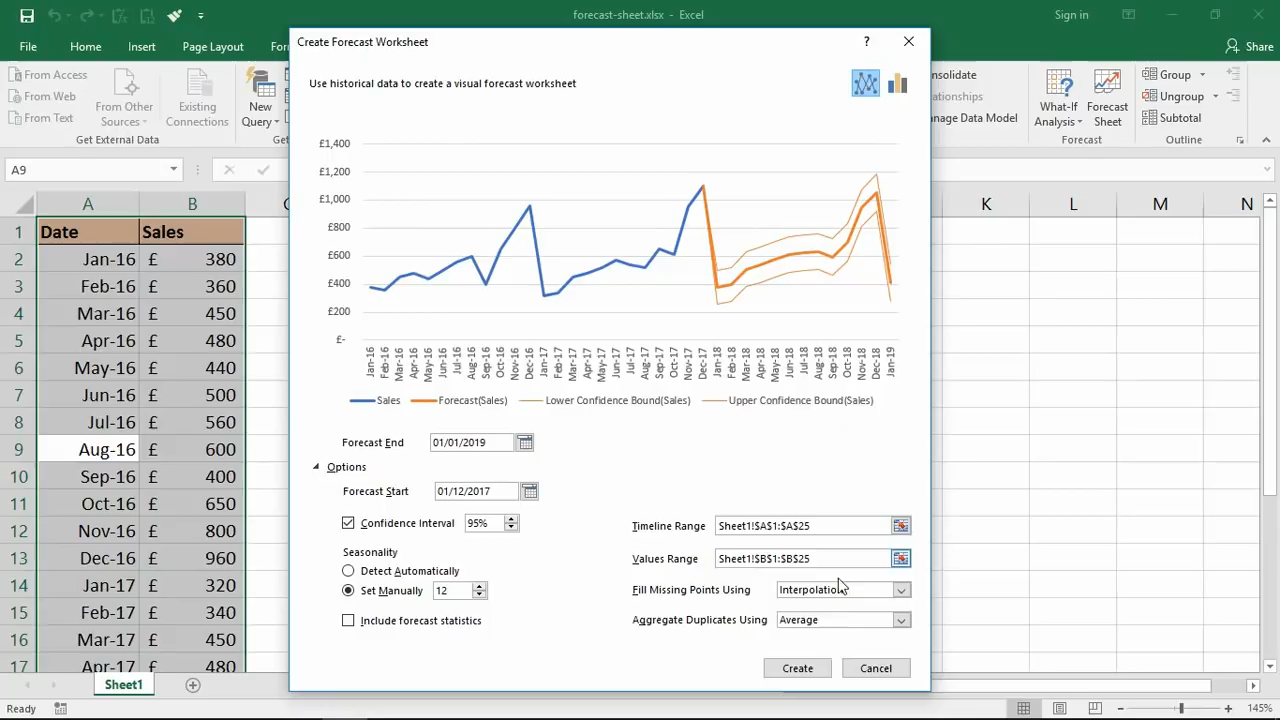 forecast-sheet.xlsx - Excel
Sign in
File Home Insert Page Layout For
Share
From Access
From Web
From Text
From Other Sources
Existing Connections
Get External Data
New Query
Get
nsolidate
lationships
nage Data Model
What-If Analysis
Forecast Sheet
Forecast
Group
Ungroup
Subtotal
Outline
A9
A B C K L M N
1 Date Sales
2 Jan-16 £ 380
3 Feb-16 £ 360
4 Mar-16 £ 450
5 Apr-16 £ 480
6 May-16 £ 440
7 Jun-16 £ 500
8 Jul-16 £ 560
9 Aug-16 £ 600
10 Sep-16 £ 400
11 Oct-16 £ 650
12 Nov-16 £ 800
13 Dec-16 £ 960
14 Jan-17 £ 320
15 Feb-17 £ 340
16 Mar-17 £ 450
17 Apr-17 £ 480
Create Forecast Worksheet
?
Use historical data to create a visual forecast worksheet
£1,400
£1,200
£1,000
£800
£600
£400
£200
£-
Jan-16 Feb-16 Mar-16 Apr-16 May-16 Jun-16 Jul-16 Aug-16 Sep-16 Oct-16 Nov-16 Dec-16 Jan-17 Feb-17 Mar-17 Apr-17 May-17 Jun-17 Jul-17 Aug-17 Sep-17 Oct-17 Nov-17 Dec-17 Jan-18 Feb-18 Mar-18 Apr-18 May-18 Jun-18 Jul-18 Aug-18 Sep-18 Oct-18 Nov-18 Dec-18 Jan-19
Sales Forecast(Sales) Lower Confidence Bound(Sales) Upper Confidence Bound(Sales)
Forecast End 01/01/2019
Options
Forecast Start 01/12/2017
Confidence Interval 95%
Seasonality
Detect Automatically
Set Manually 12
Include forecast statistics
Timeline Range Sheet1!$A$1:$A$25
Values Range Sheet1!$B$1:$B$25
Fill Missing Points Using Interpolation
Aggregate Duplicates Using Average
Create Cancel
Sheet1
Ready
145%